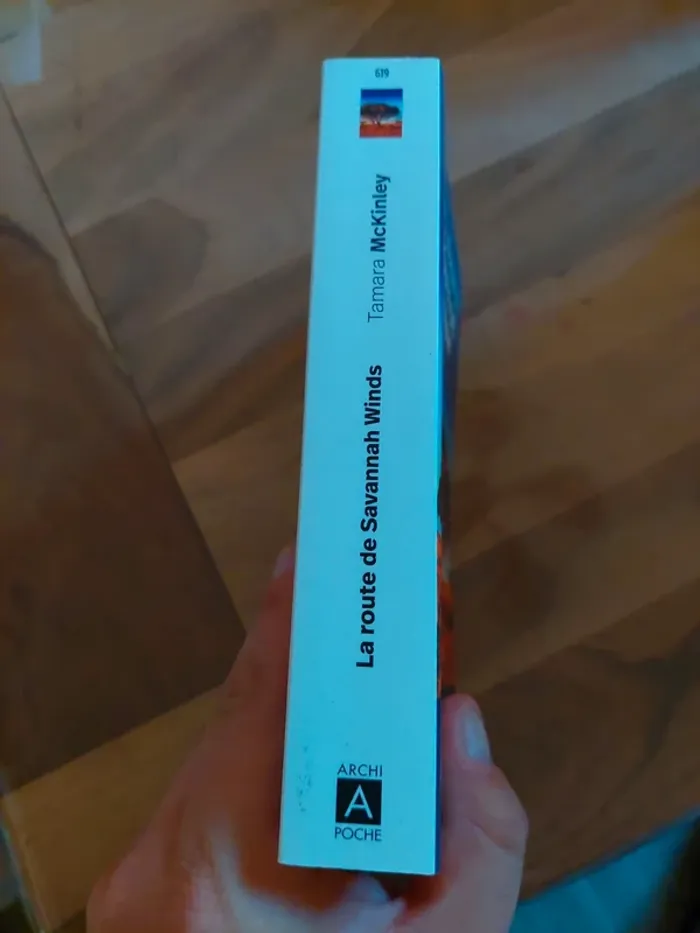 619
Tamara McKinley
La route de Savannah Winds
ARCHI
A
POCHE